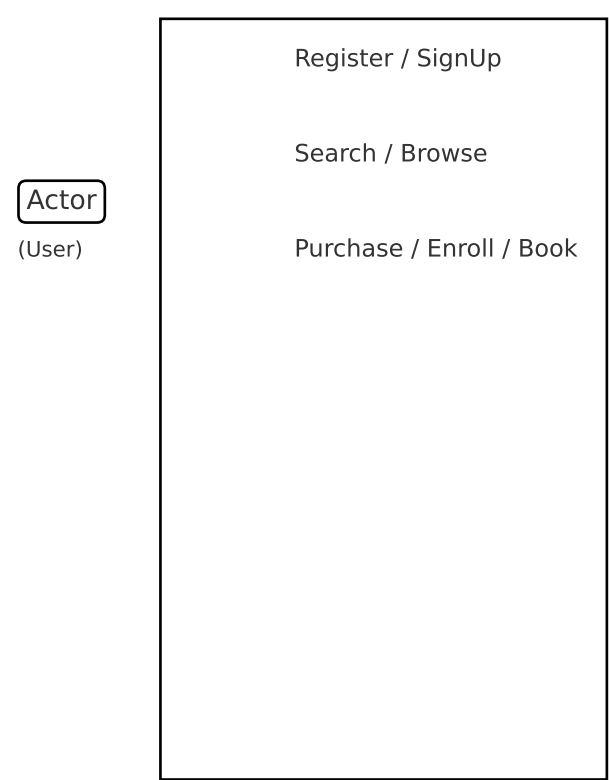 Register / SignUp
Search / Browse
Actor
(User)
Purchase / Enroll / Book